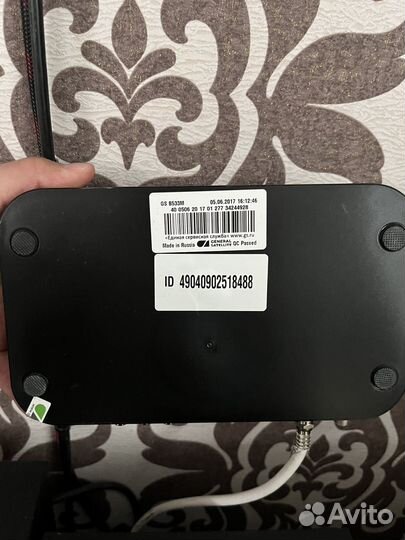 GS B533M 05.06.2017 16:12:46
40 0506 20 17 01 277 34244928
«Единая сервисная служба» www.gs.ru
Made in Russia GENERAL SATELLITE QC Passed
ID 49040902518488
Avito